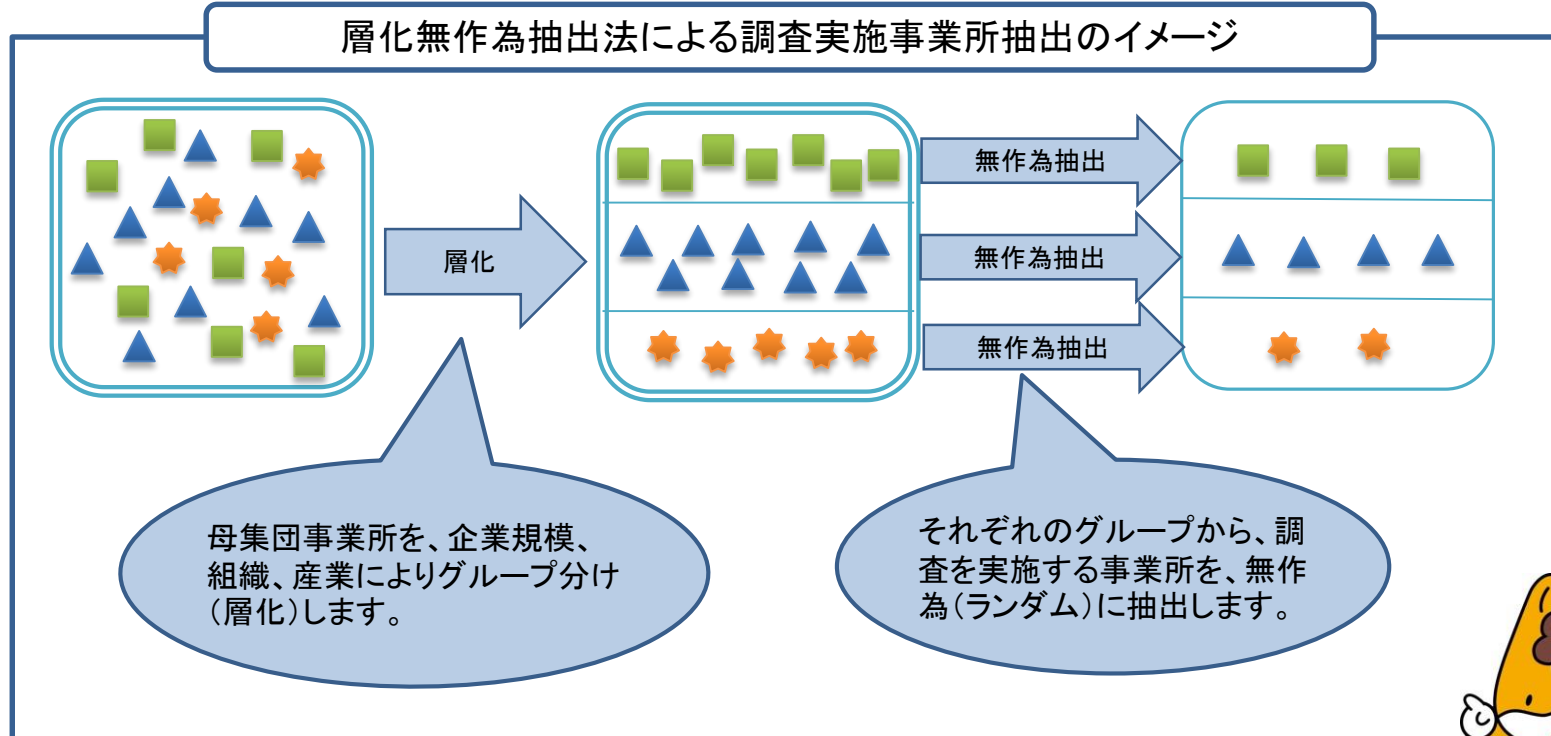 層化無作為抽出法による調査実施事業所抽出のイメージ
層化
無作為抽出
無作為抽出
無作為抽出
母集団事業所を、企業規模、
組織、産業によりグループ分け
（層化）します。
それぞれのグループから、調
査を実施する事業所を、無作
為（ランダム）に抽出します。